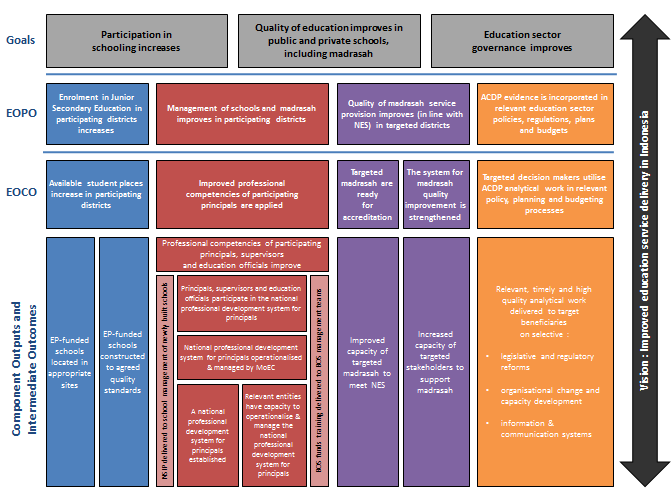 Goals
Participation in
schooling increases
Quality of education improves in
public and private schools,
including madrasah
Education sector
governance improves
EOPO
Enrolment in Junior
Secondary Education in
participating districts
increases
Management of schools and madrasah
improves in participating districts
Quality of madrasah service
provision improves (in line with
NES) in targeted districts
ACDP evidence is incorporated in
relevant education sector
policies, regulations, plans
and budgets
EOCO
Available student places
increase in participating
districts
Improved professional
competencies of participating
principals are applied
Targeted
madrasah are
ready
for
accreditation
The system for
madrasah
quality
improvement is
strengthened
Targeted decision makers utilise
ACDP analytical work in relevant
policy, planning and budgeting
processes
Component Outputs and
Intermediate Outcomes
EP-funded
schools
located in
appropriate
sites
EP-funded
schools
constructed
to agreed
quality
standards
Professional competencies of participating
principals, supervisors
and education officials improve
NSIP delivered to school management of newly built schools
Principals, supervisors and education
officials participate in the national
professional development system for
principals
National professional development
system for principals operationalised
& managed by MoEC
A national
professional
development
system for
principals
established
Relevant entities
have capacity to
operationalise &
manage the
national
professional
development
system for
principals
BOS funds training delivered to BOS management teams
Improved
capacity of
targeted
madrasah to
meet NES
Increased
capacity of
targeted
stakeholders to
support
madrasah
Relevant, timely and high
quality analytical work
delivered to target
beneficiaries
on selective :
• legislative and regulatory
reforms
• organisational change and
capacity development
• information &
communication systems
Vision : Improved education service delivery in Indonesia